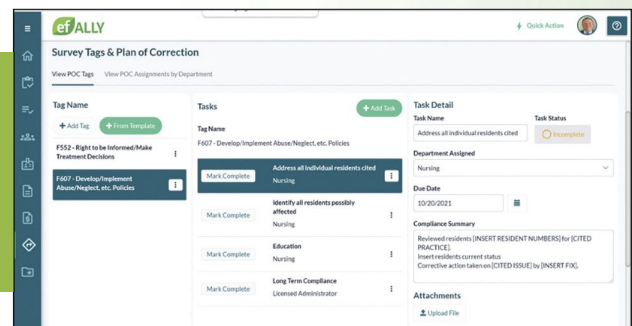 efALLY
Quick Action
Survey Tags & Plan of Correction
View POC Tags View POC Assignments by Department
Tag Name
+ Add Tag + From Template
F552 - Right to be Informed/Make
Treatment Decisions
F607 - Develop/Implement
Abuse/Neglect, etc. Policies
Tasks
+ Add Task
Tag Name
F607 - Develop/Implement Abuse/Neglect, etc. Policies
Mark Complete
Address all individual residents cited
Nursing
Mark Complete
Identify all residents possibly
affected
Nursing
Mark Complete
Education
Nursing
Mark Complete
Long Term Compliance
Licensed Administrator
Task Detail
Task Name Task Status
Address all individual residents cited Incomplete
Department Assigned
Nursing
Due Date
10/20/2021
Compliance Summary
Reviewed residents [INSERT RESIDENT NUMBERS] for [CITED
PRACTICE].
Insert residents current status
Corrective action taken on [CITED ISSUE] by [INSERT FIX].
Attachments
Upload File